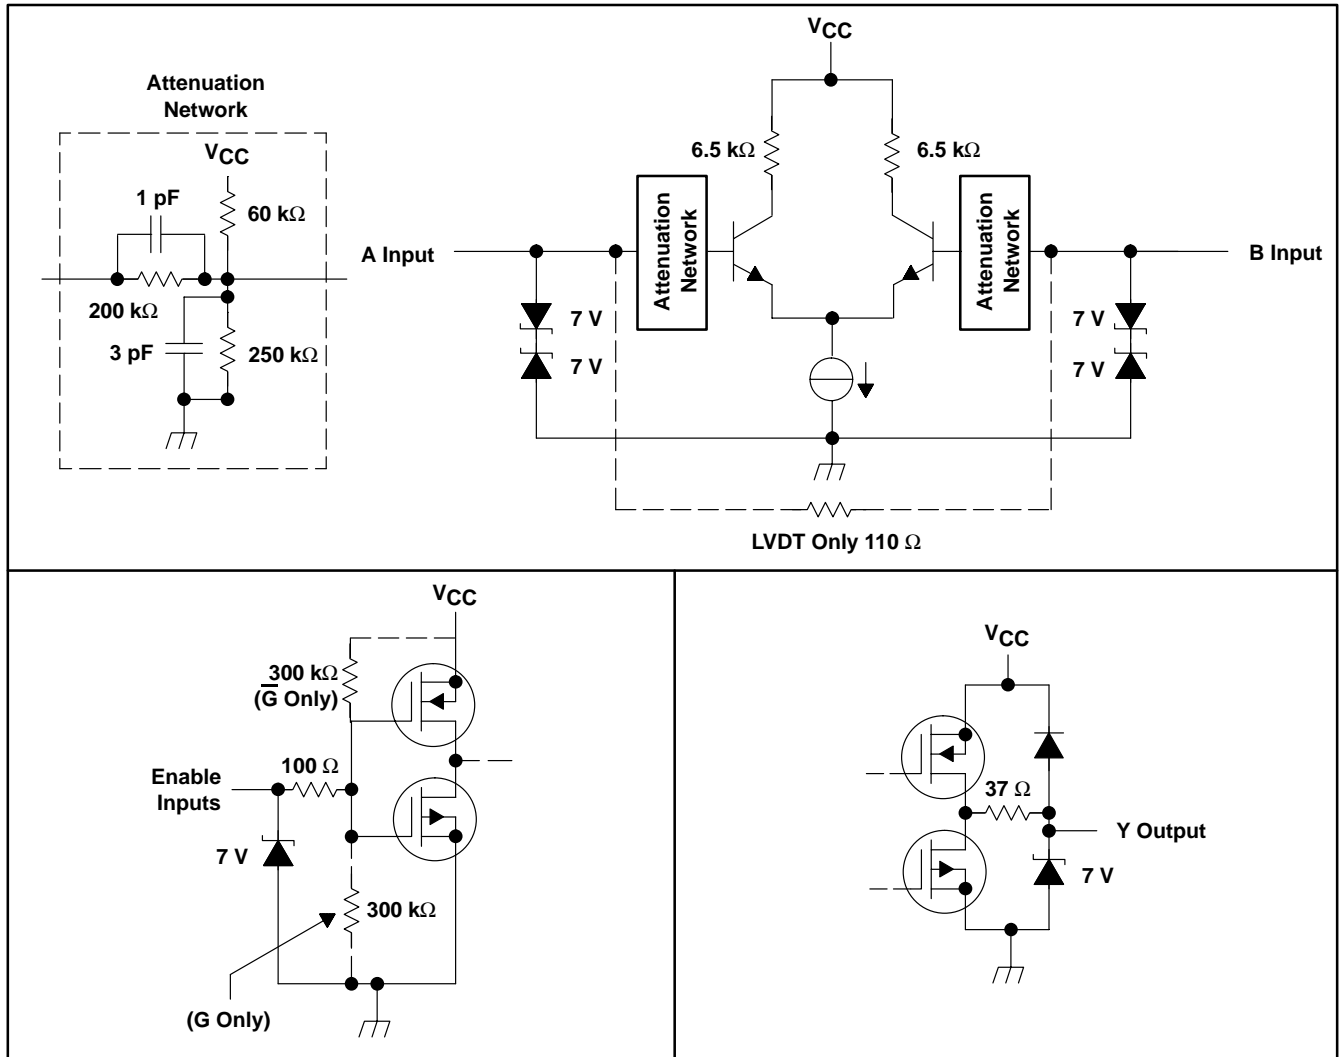 VCC
Attenuation
Network
VCC
1 pF
60 kΩ
200 kΩ
3 pF
250 kΩ
6.5 kΩ
6.5 kΩ
A Input
Attenuation
Network
Attenuation
Network
B Input
7 V
7 V
7 V
7 V
LVDT Only 110 Ω
VCC
300 kΩ
(G̅ Only)
100 Ω
Enable
Inputs
7 V
300 kΩ
(G Only)
VCC
37 Ω
Y Output
7 V